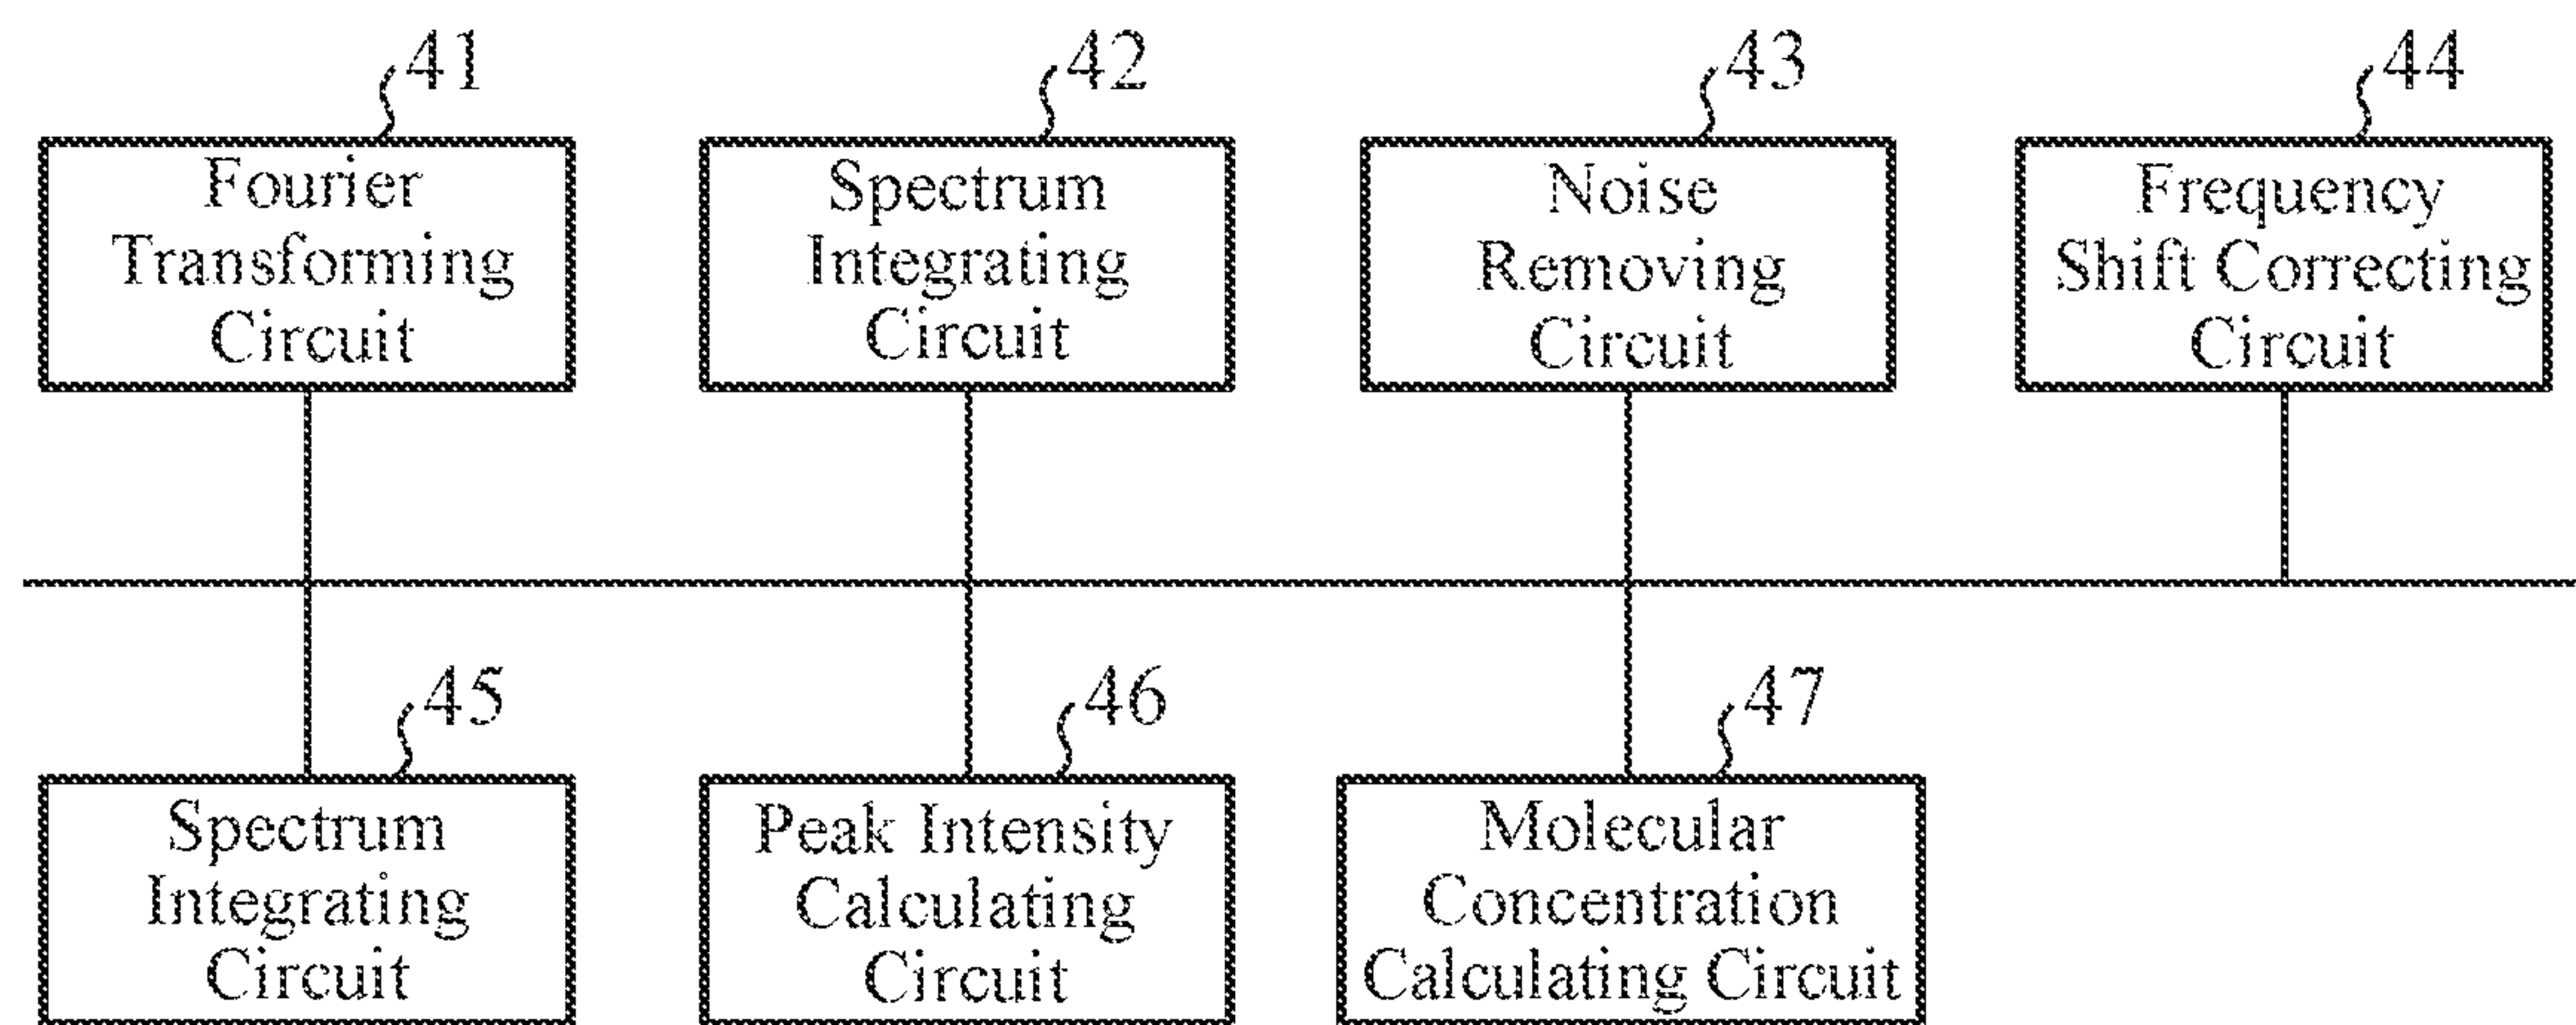 41
Fourier
Transforming
Circuit
42
Spectrum
Integrating
Circuit
43
Noise
Removing
Circuit
44
Frequency
Shift Correcting
Circuit
45
Spectrum
Integrating
Circuit
46
Peak Intensity
Calculating
Circuit
47
Molecular
Concentration
Calculating Circuit